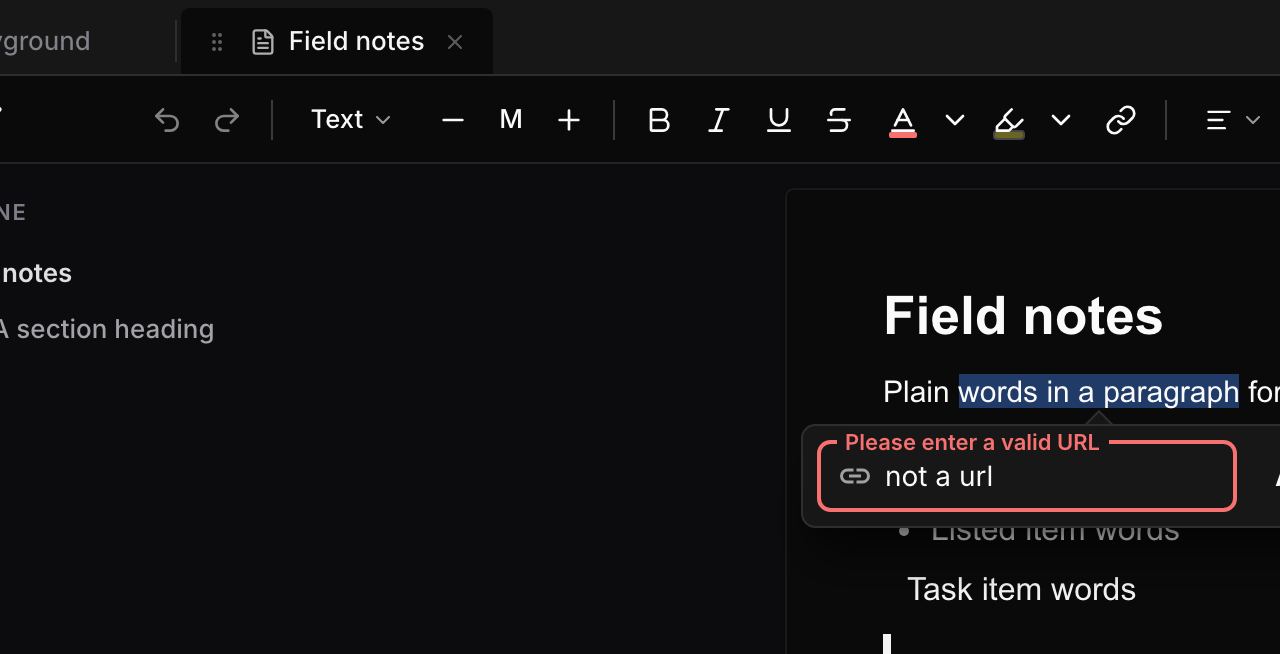 yground
Field notes
Text
M
B I U S A
NE
notes
A section heading
Field notes
Plain words in a paragraph for
Please enter a valid URL
not a url
Listed item words
Task item words